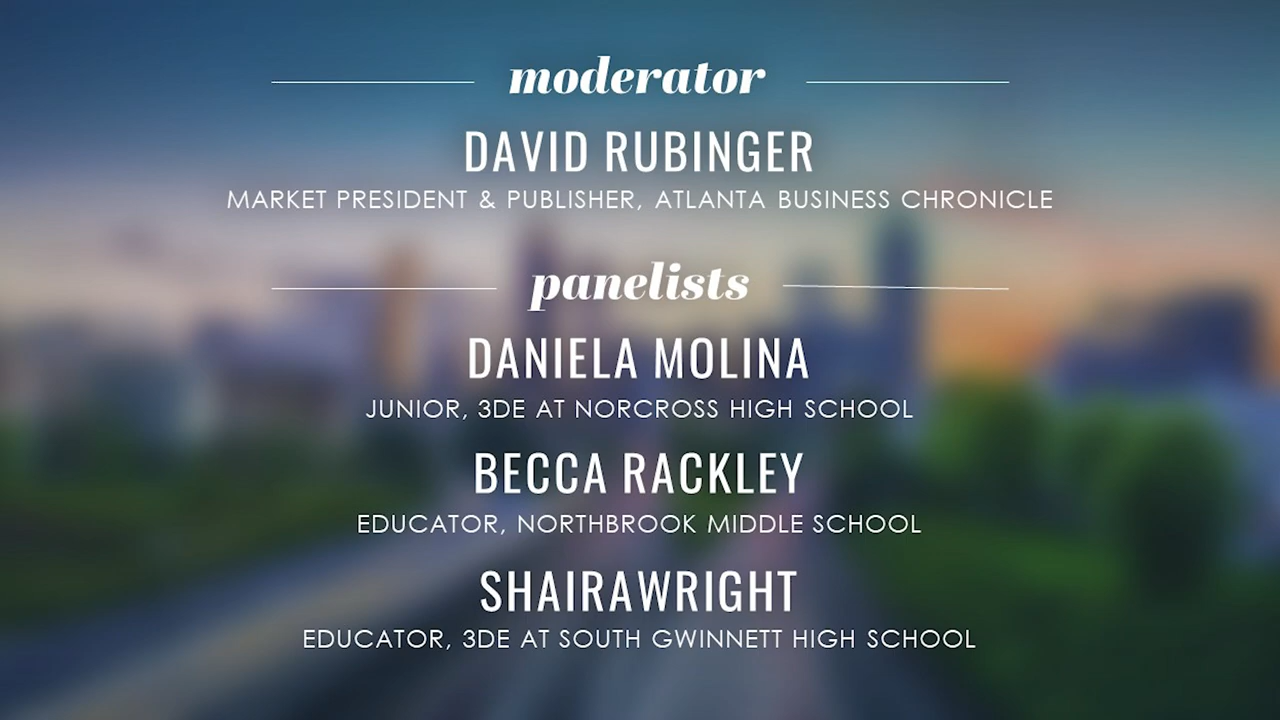 moderator
DAVID RUBINGER
MARKET PRESIDENT & PUBLISHER, ATLANTA BUSINESS CHRONICLE
panelists
DANIELA MOLINA
JUNIOR, 3DE AT NORCROSS HIGH SCHOOL
BECCA RACKLEY
EDUCATOR, NORTHBROOK MIDDLE SCHOOL
SHAIRAWRIGHT
EDUCATOR, 3DE AT SOUTH GWINNETT HIGH SCHOOL